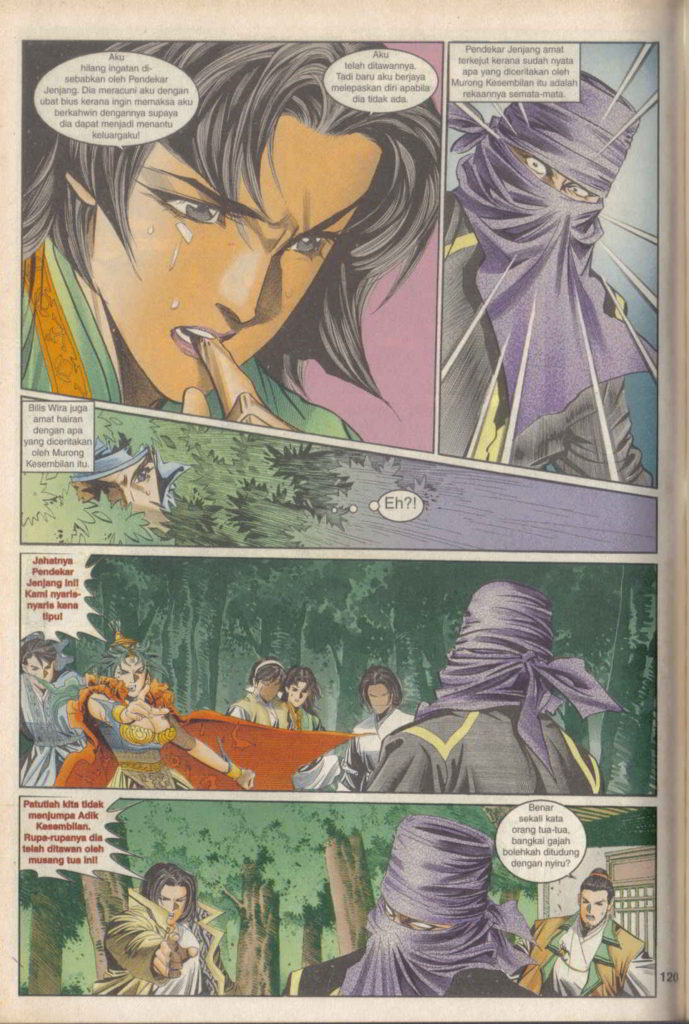 Aku
hilang ingatan di-
sebabkan oleh Pendekar
Jenjang. Dia meracuni aku dengan
ubat bius kerana ingin memaksa aku
berkahwin dengannya supaya
dia dapat menjadi menantu
keluargaku!
Aku
telah ditawannya.
Tadi baru aku berjaya
melepaskan diri apabila
dia tidak ada.
Pendekar Jenjang amat
terkejut kerana sudah nyata
apa yang diceritakan oleh
Murong Kesembilan itu adalah
rekaannya semata-mata.
Bilis Wira juga
amat hairan
dengan apa
yang diceritakan
oleh Murong
Kesembilan itu.
Eh?!
Jahatnya
Pendekar
Jenjang ini!
Kami nyaris-
nyaris kena
tipu!
Patutlah kita tidak
menjumpa Adik
Kesembilan.
Rupa-rupanya dia
telah ditawan oleh
musang tua ini!
Benar
sekali kata
orang tua-tua,
bangkai gajah
bolehkah ditudung
dengan nyiru?
120